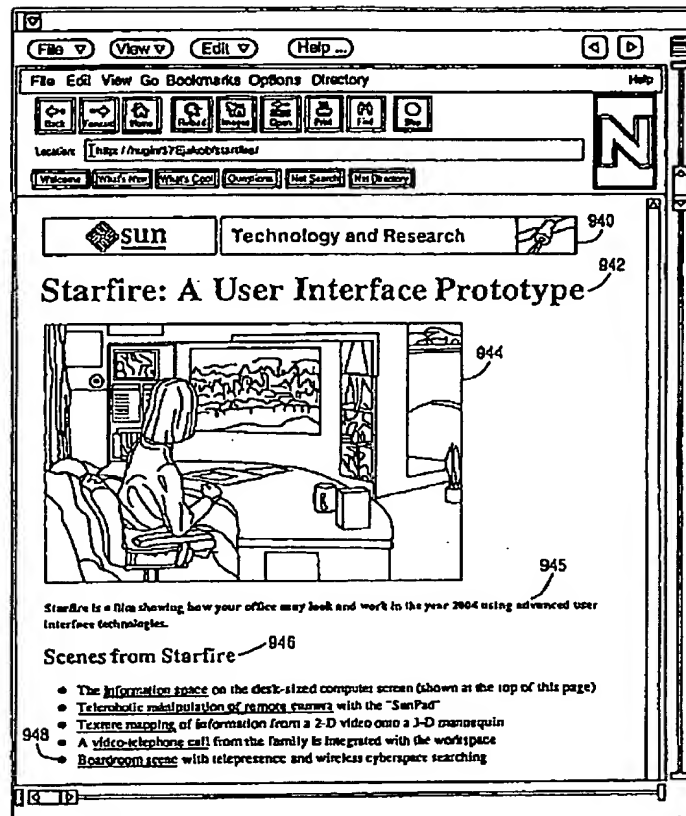 File View Edit Help ...
File Edit View Go Bookmarks Options Directory Help
Back Forward Home Reload Images Open Print Find Stop
Location: http://
Welcome What's New What's Cool Questions Net Search Net Directory
sun Technology and Research 940
Starfire: A User Interface Prototype 942
944
945
Starfire is a film showing how your office may look and work in the year 2004 using advanced user
interface technologies.
Scenes from Starfire 946
• The information space on the desk-sized computer screen (shown at the top of this page)
• Telerobotic manipulation of remote camera with the "SunPad"
• Texture mapping of information from a 2-D video onto a 3-D mannequin
• A video-telephone call from the family is integrated with the workspace
948 • Boardroom scene with telepresence and wireless cyberspace searching
N